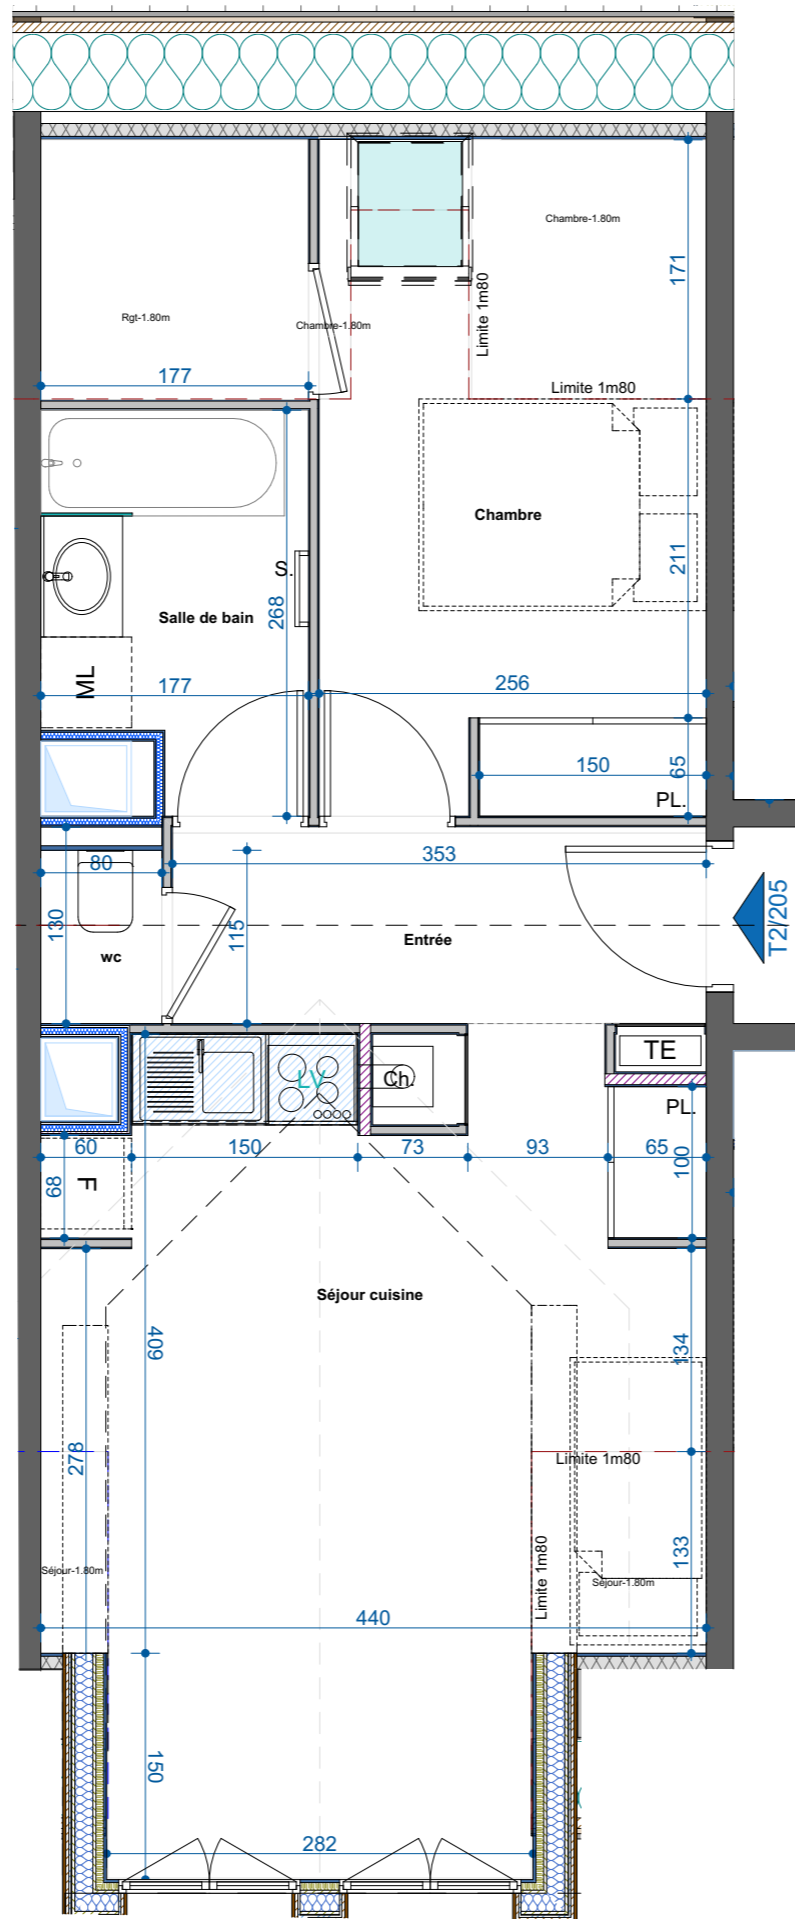 Chambre-1.80m
171
Limite 1m80
Rgt-1.80m
Chambre-1.80m
177
Limite 1m80
Chambre
211
S.
268
Salle de bain
ML
177
256
150
65
PL.
80
353
130
115
wc
Entrée
T2/205
LV
Ch.
TE
PL.
60
150
73
93
65
100
68
F
Séjour cuisine
409
134
278
Limite 1m80
133
Séjour-1.80m
Limite 1m80
Séjour-1.80m
440
150
282